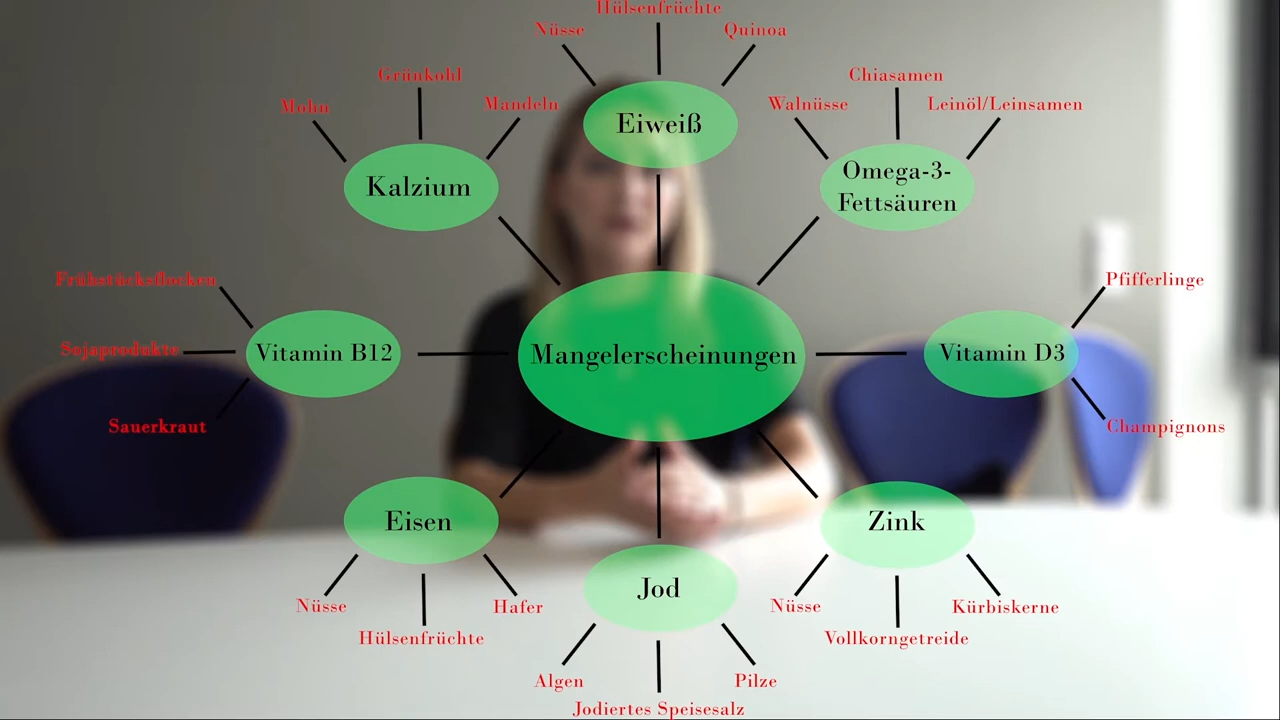 Hülsenfrüchte
Nüsse
Quinoa
Eiweiß
Grünkohl
Mohn
Mandeln
Kalzium
Chiasamen
Walnüsse
Leinöl/Leinsamen
Omega-3-
Fettsäuren
Frühstücksflocken
Sojaprodukte
Sauerkraut
Vitamin B12
Mangelerscheinungen
Vitamin D3
Pfifferlinge
Champignons
Eisen
Nüsse
Hülsenfrüchte
Hafer
Jod
Algen
Jodiertes Speisesalz
Pilze
Zink
Nüsse
Vollkorngetreide
Kürbiskerne